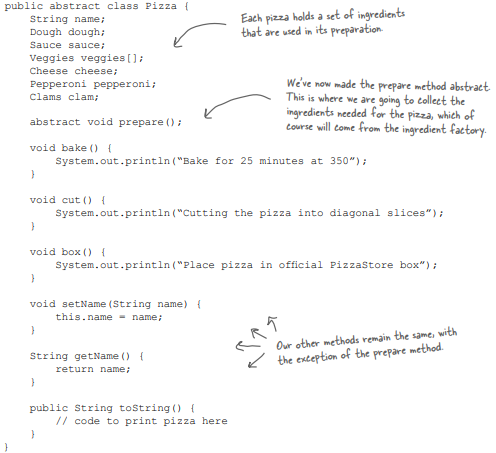 public abstract class Pizza {
String name;
Dough dough;
Sauce sauce;
Veggies veggies[];
Cheese cheese;
Pepperoni pepperoni;
Clams clam;
Each pizza holds a set of ingredients
that are used in its preparation.
abstract void prepare();
We've now made the prepare method abstract.
This is where we are going to collect the
ingredients needed for the pizza, which of
course will come from the ingredient factory.
void bake() {
System.out.println(“Bake for 25 minutes at 350”);
}
void cut() {
System.out.println(“Cutting the pizza into diagonal slices”);
}
void box() {
System.out.println(“Place pizza in official PizzaStore box”);
}
void setName(String name) {
this.name = name;
}
Our other methods remain the same, with
the exception of the prepare method.
String getName() {
return name;
}
public String toString() {
// code to print pizza here
}
}